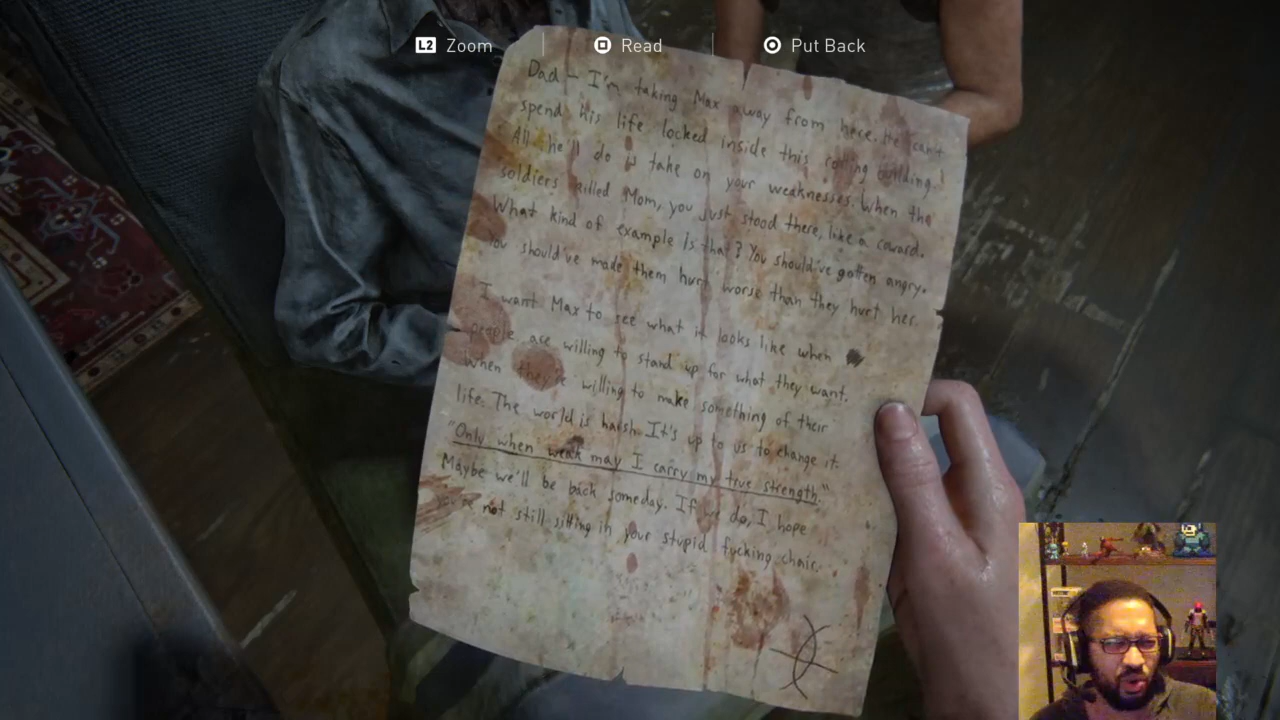 L2 Zoom
Read
Put Back
Dad – I'm taking Max away from here. He can't
spend his life locked inside this rotting building.
All he'll do is take on your weaknesses. When the
soldiers killed Mom, you just stood there, like a coward.
What kind of example is that? You should've gotten angry.
You should've made them hurt worse than they hurt her.
I want Max to see what it looks like when
people are willing to stand up for what they want.
When they're willing to make something of their
life. The world is harsh. It's up to us to change it.
"Only when weak may I carry my true strength."
Maybe we'll be back someday. If we do, I hope
you're not still sitting in your stupid fucking chair.